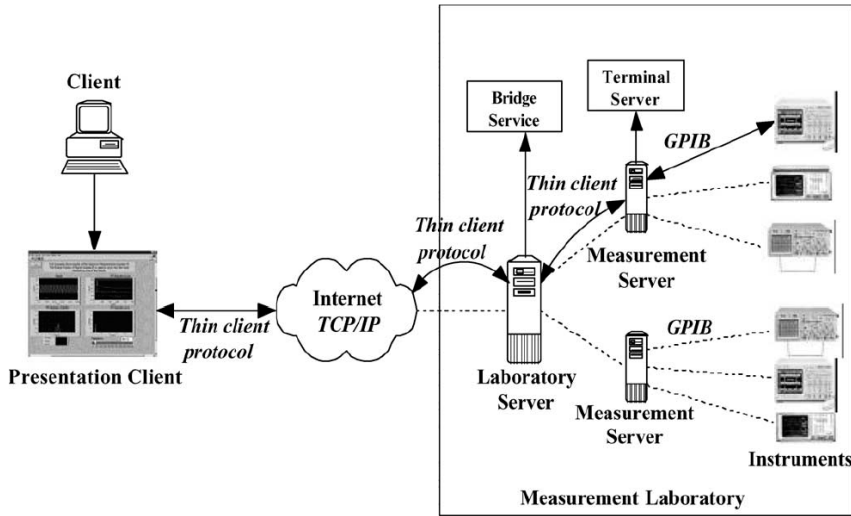 Client
Presentation Client
Thin client
protocol
Internet
TCP/IP
Thin client
protocol
Bridge
Service
Laboratory
Server
Thin client
protocol
Terminal
Server
GPIB
Measurement
Server
GPIB
Measurement
Server
Instruments
Measurement Laboratory